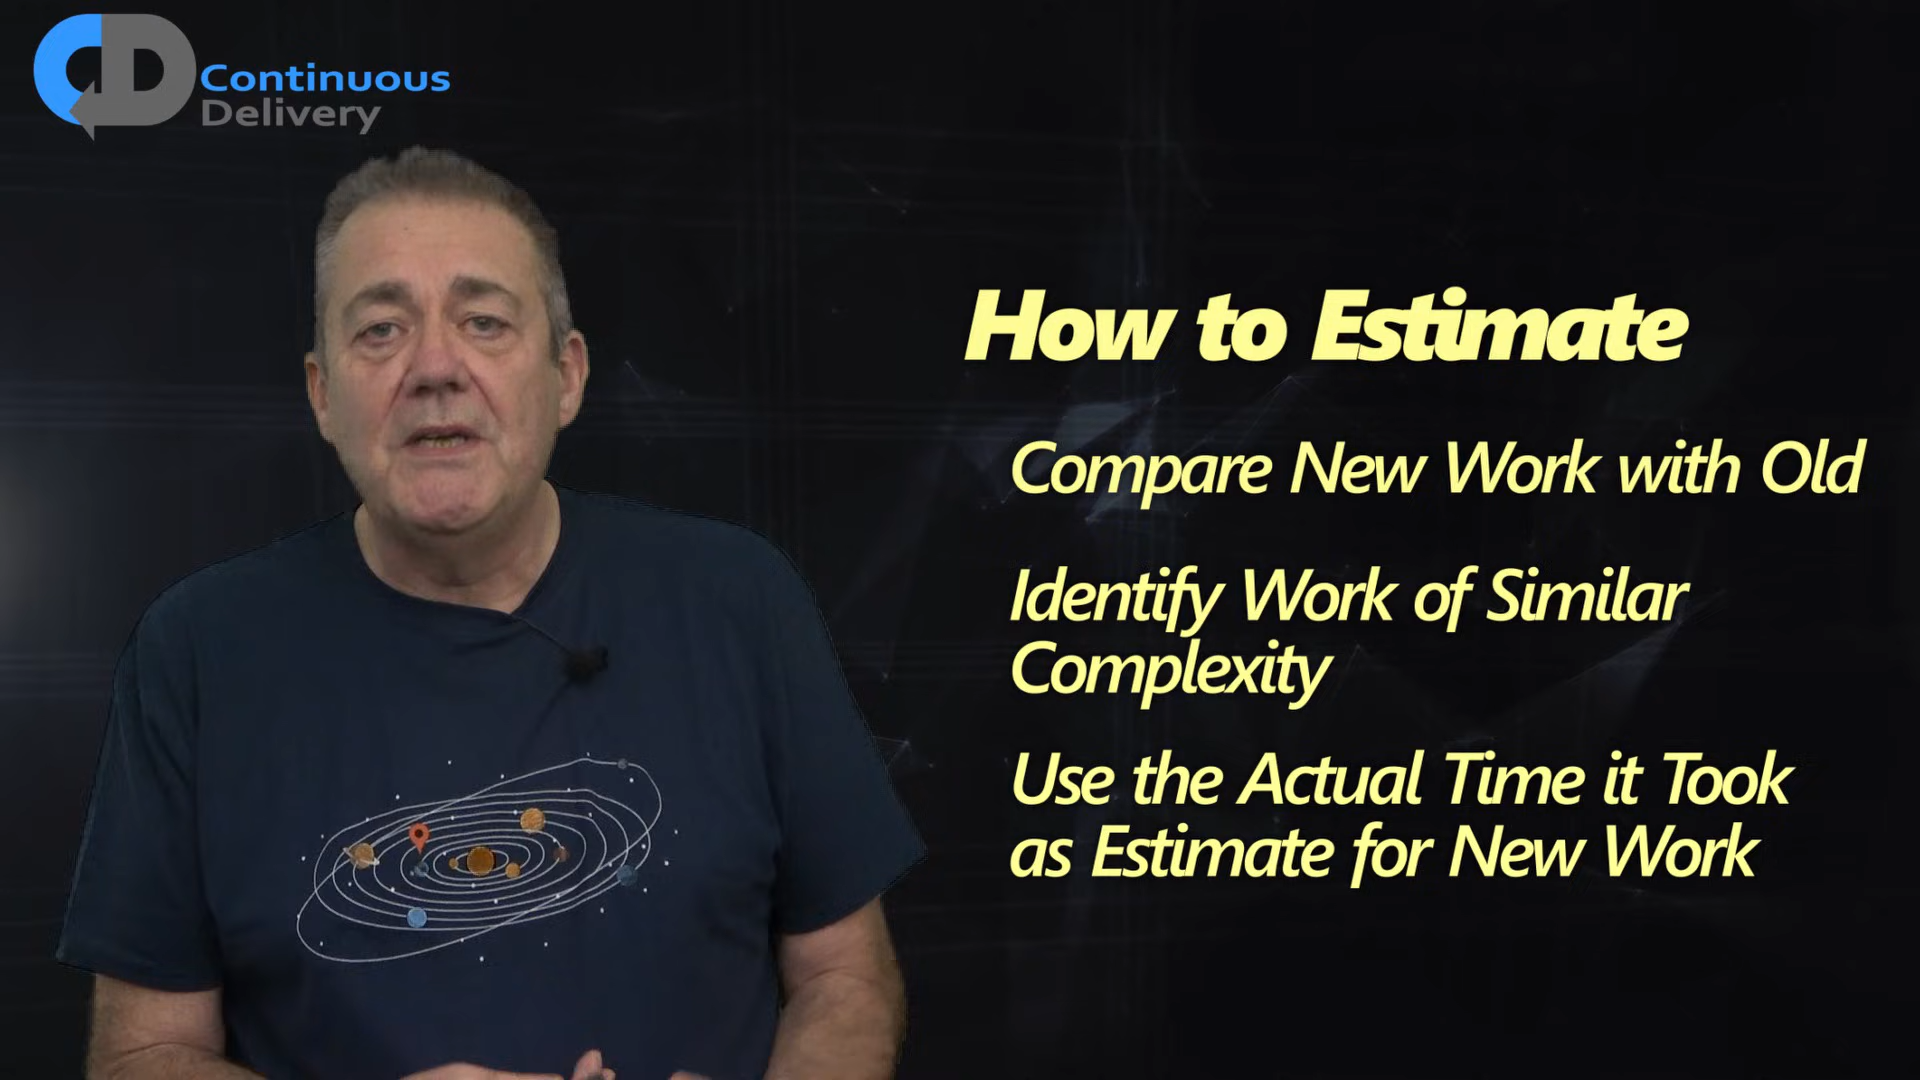 Continuous
Delivery
How to Estimate
Compare New Work with Old
Identify Work of Similar
Complexity
Use the Actual Time it Took
as Estimate for New Work